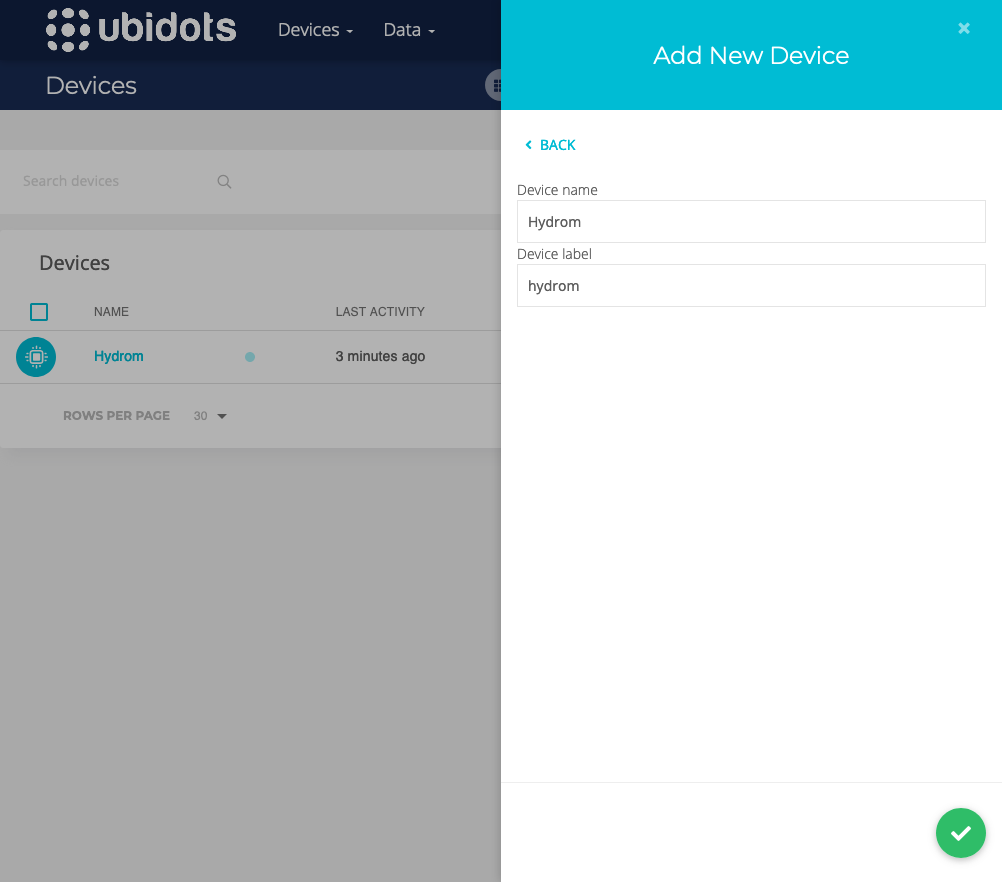 ubidots
Devices
Data
Devices
Search devices
Devices
NAME
LAST ACTIVITY
Hydrom
3 minutes ago
ROWS PER PAGE
30
Add New Device
BACK
Device name
Hydrom
Device label
hydrom